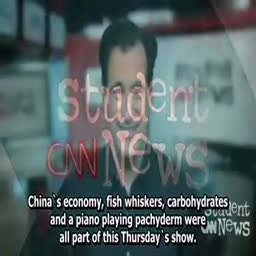 student
CNN News
China`s economy, fish whiskers, carbohydrates
and a piano playing pachyderm were
all part of this Thursday`s show.
student
CNN News